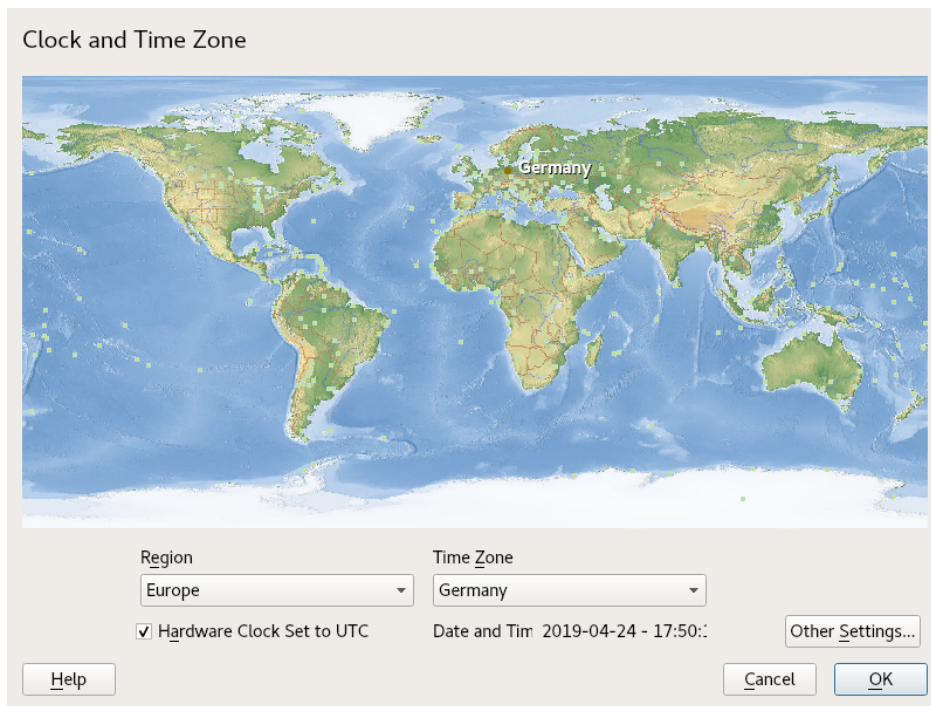 Clock and Time Zone
Germany
Region
Time Zone
Europe
Germany
Hardware Clock Set to UTC
Date and Tim 2019-04-24 - 17:50:
Other Settings...
Help
Cancel
OK